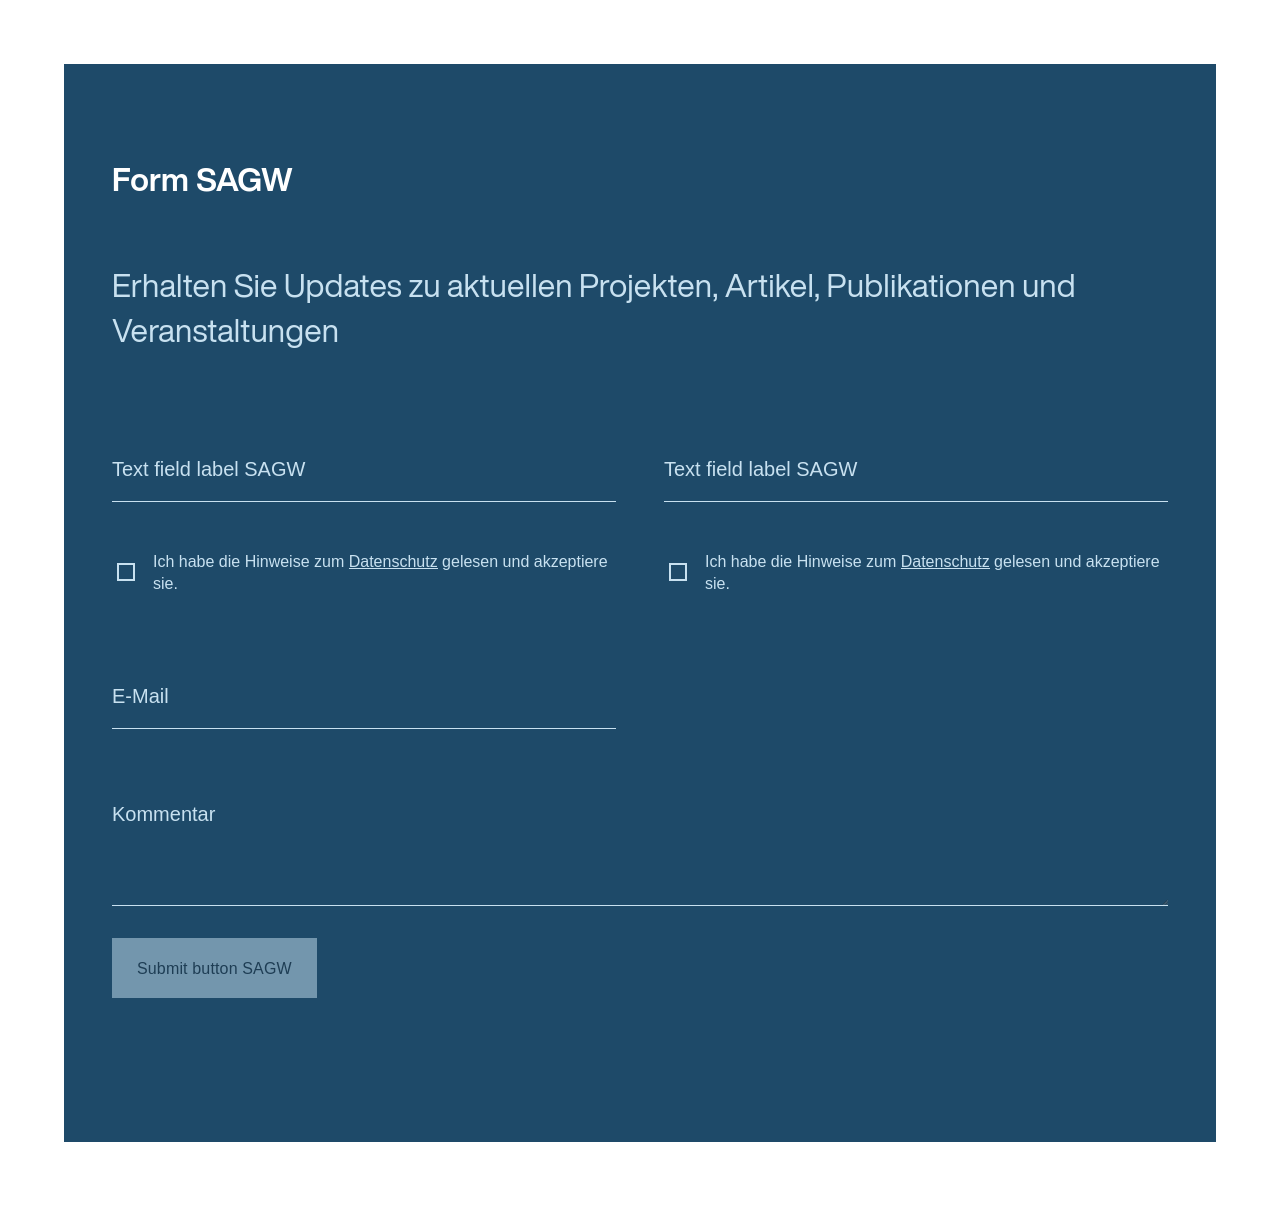 Form SAGW
Erhalten Sie Updates zu aktuellen Projekten, Artikel, Publikationen und
Veranstaltungen
Text field label SAGW
Text field label SAGW
Ich habe die Hinweise zum Datenschutz gelesen und akzeptiere
sie.
Ich habe die Hinweise zum Datenschutz gelesen und akzeptiere
sie.
E-Mail
Kommentar
Submit button SAGW